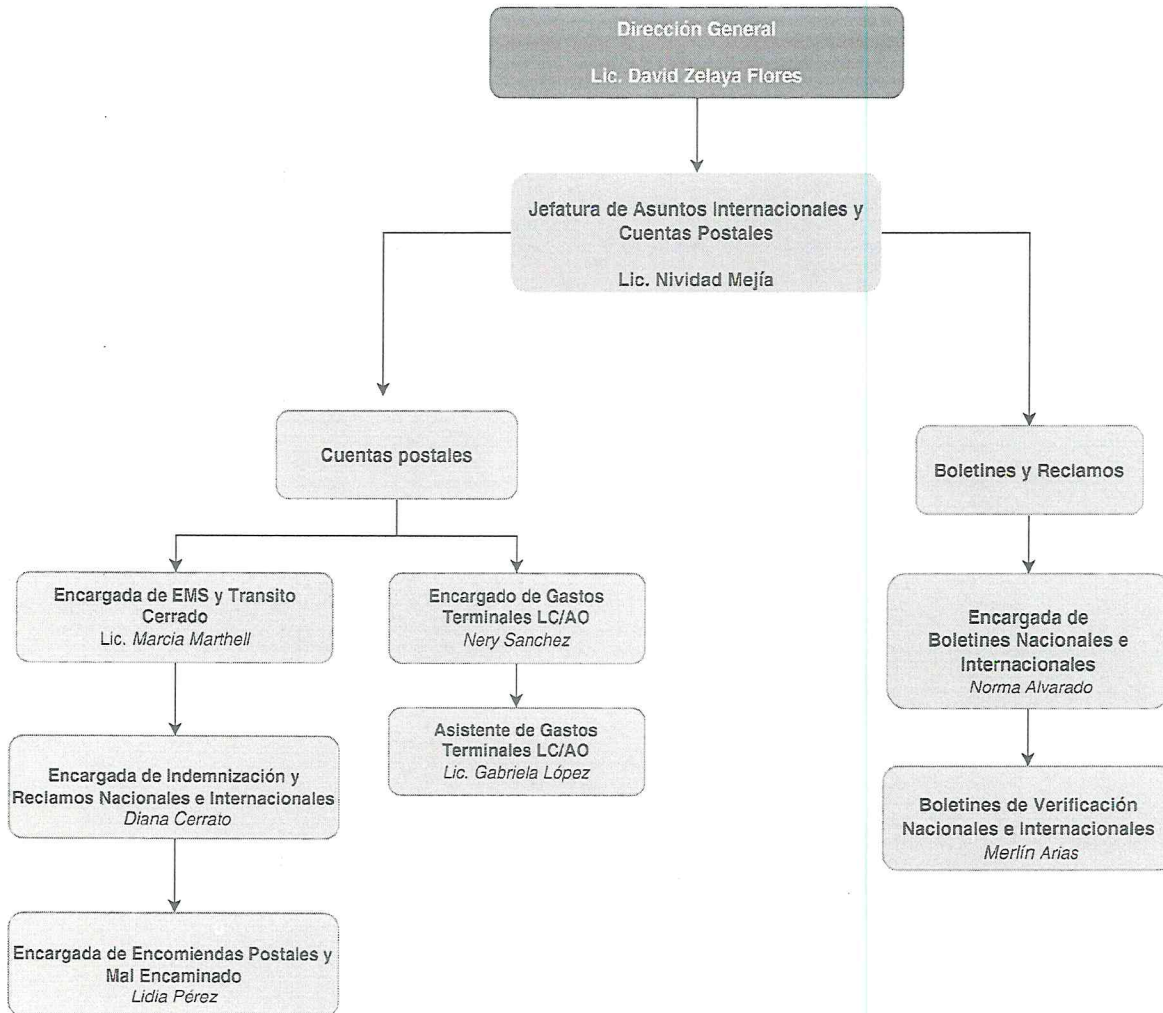 Dirección General
Lic. David Zelaya Flores
Jefatura de Asuntos Internacionales y
Cuentas Postales
Lic. Nividad Mejía
Cuentas postales
Boletines y Reclamos
Encargada de EMS y Transito
Cerrado
Lic. Marcia Marthell
Encargado de Gastos
Terminales LC/AO
Nery Sanchez
Encargada de
Boletines Nacionales e
Internacionales
Norma Alvarado
Asistente de Gastos
Terminales LC/AO
Lic. Gabriela López
Encargada de Indemnización y
Reclamos Nacionales e Internacionales
Diana Cerrato
Boletines de Verificación
Nacionales e Internacionales
Merlín Arias
Encargada de Encomiendas Postales y
Mal Encaminado
Lidia Pérez